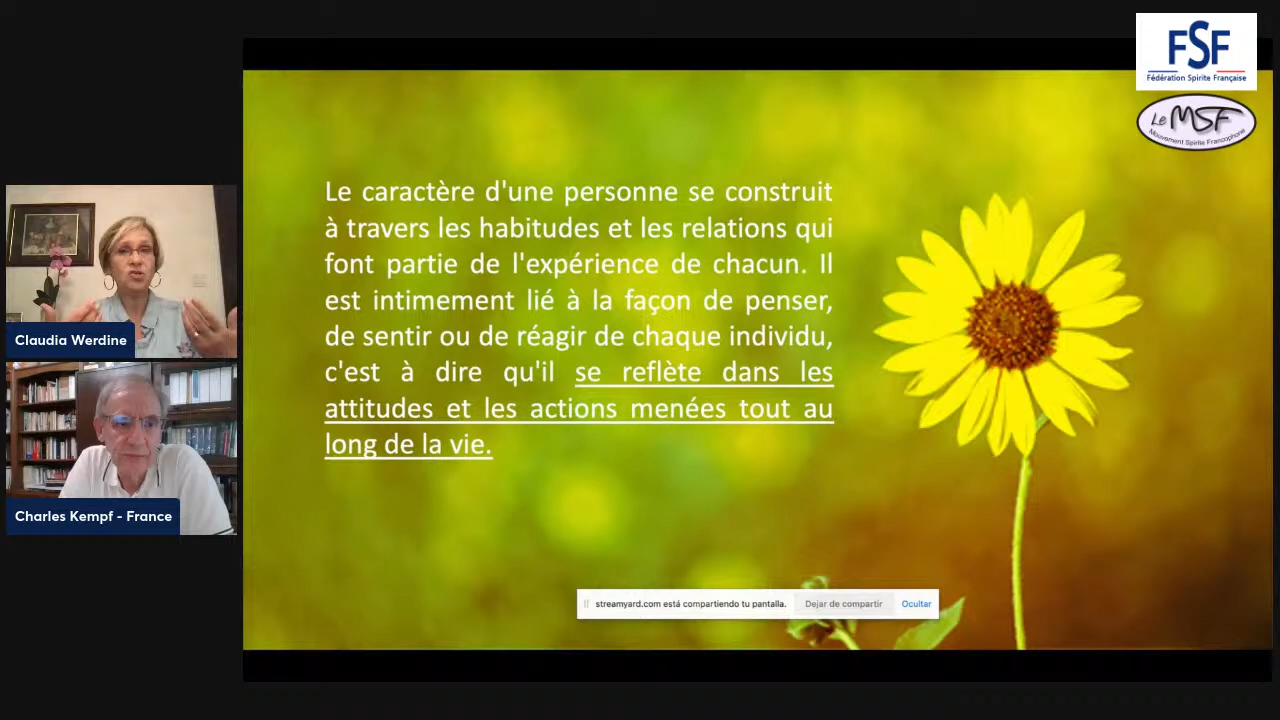 FSF
Fédération Spirite Française
Le MSF
Mouvement Spirite Francophone
Le caractère d'une personne se construit
à travers les habitudes et les relations qui
font partie de l'expérience de chacun. Il
est intimement lié à la façon de penser,
de sentir ou de réagir de chaque individu,
c'est à dire qu'il se reflète dans les
attitudes et les actions menées tout au
long de la vie.
Claudia Werdine
Charles Kempf - France
streamyard.com está compartiendo tu pantalla.
Dejar de compartir
Ocultar